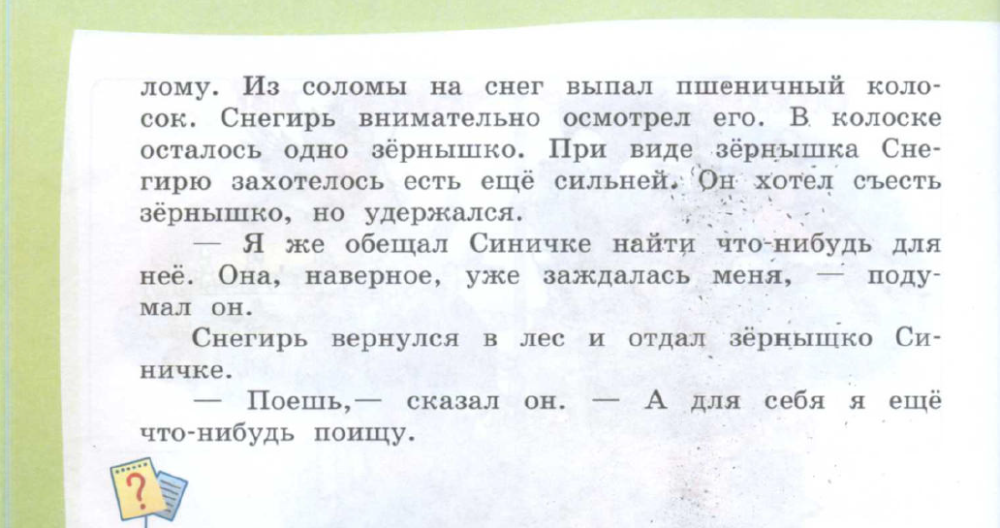 лому. Из соломы на снег выпал пшеничный коло-
сок. Снегирь внимательно осмотрел его. В колоске
осталось одно зёрнышко. При виде зёрнышка Сне-
гирю захотелось есть ещё сильней. Он хотел съесть
зёрнышко, но удержался.
— Я же обещал Синичке найти что-нибудь для
неё. Она, наверное, уже заждалась меня, — поду-
мал он.
Снегирь вернулся в лес и отдал зёрнышко Си-
ничке.
— Поешь,— сказал он. — А для себя я ещё
что-нибудь поищу.
?